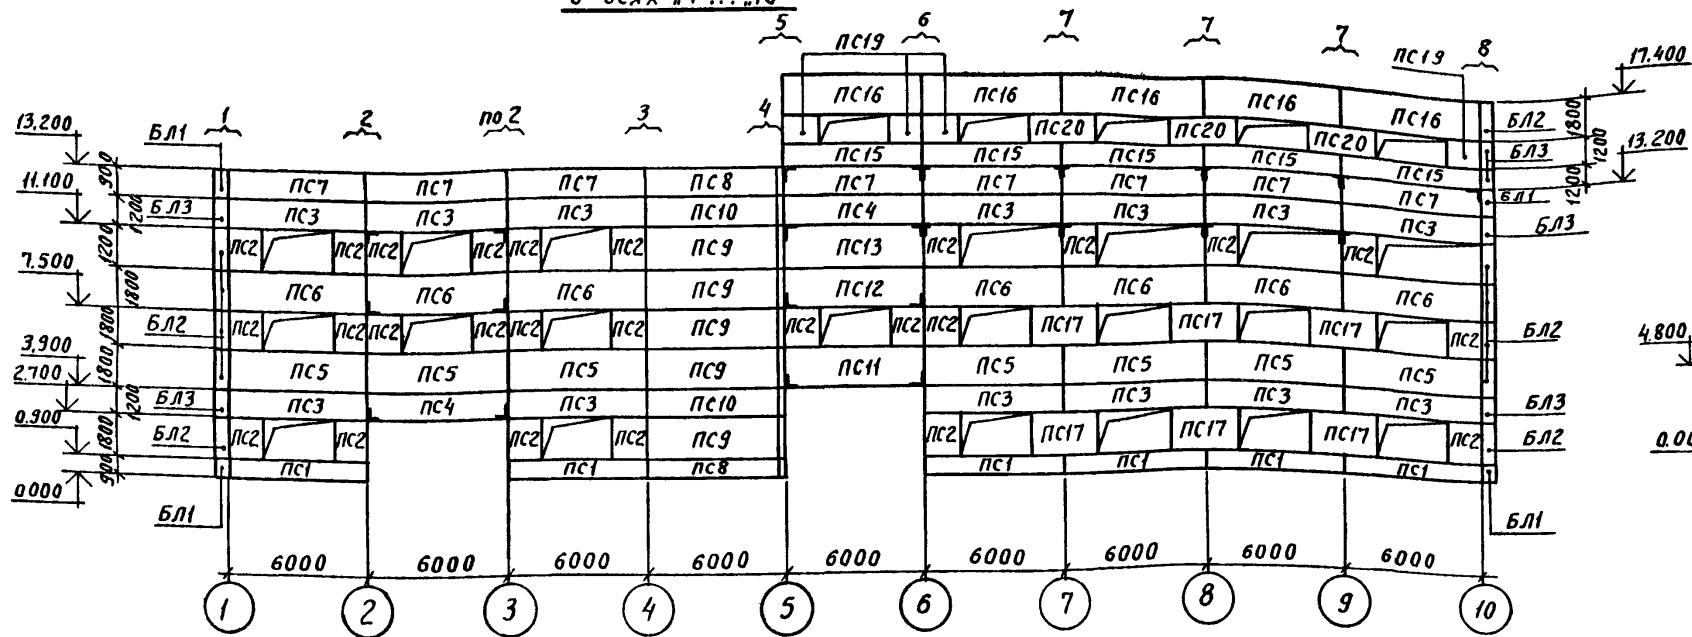 5 6 7 7 7 8
ПС19 ПС19 17.400
1 2 по 2 3 4 ПС16 ПС16 ПС16 ПС16 ПС16 БЛ2 1800
13,200 БЛ1 ПС20 ПС20 ПС20 БЛ3 1200 13.200
900 ПС15 ПС15 ПС15 ПС15 ПС15 1200
11.100 ПС7 ПС7 ПС7 ПС8 ПС7 ПС7 ПС7 ПС7 ПС7 БЛ1
БЛ3 1200 ПС3 ПС3 ПС3 ПС10 ПС4 ПС3 ПС3 ПС3 ПС3 БЛ3
1200 ПС2 ПС2 ПС2 ПС2 ПС2 ПС2 ПС9 ПС13 ПС2 ПС2 ПС2 ПС2
7.500 1800 ПС6 ПС6 ПС6 ПС9 ПС12 ПС6 ПС6 ПС6 ПС6
БЛ2 1800 ПС2 ПС2 ПС2 ПС2 ПС2 ПС2 ПС9 ПС2 ПС2 ПС2 ПС17 ПС17 ПС17 ПС2 БЛ2
3,900 1800 ПС5 ПС5 ПС5 ПС9 ПС11 ПС5 ПС5 ПС5 ПС5 4.800
2.700 БЛ3 1200 ПС3 ПС4 ПС3 ПС10 ПС3 ПС3 ПС3 ПС3 БЛ3
0.900 БЛ2 1800 ПС2 ПС2 ПС2 ПС2 ПС9 ПС2 ПС17 ПС17 ПС17 ПС2 БЛ2
900 ПС1 ПС1 ПС8 ПС1 ПС1 ПС1 ПС1
0.000 БЛ1 БЛ1
6000 6000 6000 6000 6000 6000 6000 6000 6000
1 2 3 4 5 6 7 8 9 10